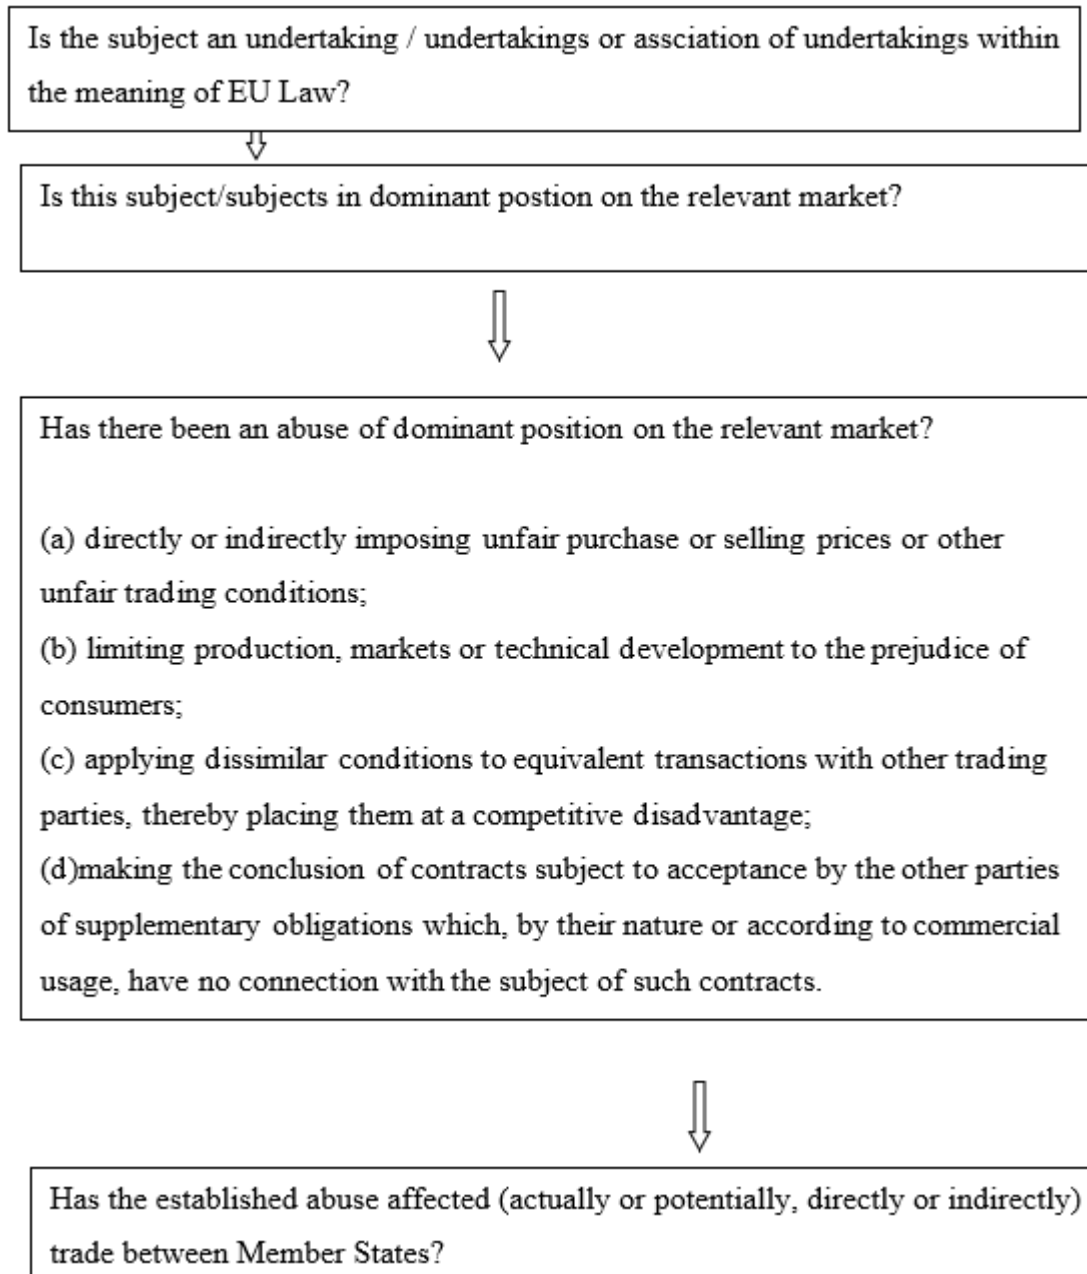 Is the subject an undertaking / undertakings or assciation of undertakings within
the meaning of EU Law?
Is this subject/subjects in dominant postion on the relevant market?
Has there been an abuse of dominant position on the relevant market?
(a) directly or indirectly imposing unfair purchase or selling prices or other
unfair trading conditions;
(b) limiting production, markets or technical development to the prejudice of
consumers;
(c) applying dissimilar conditions to equivalent transactions with other trading
parties, thereby placing them at a competitive disadvantage;
(d)making the conclusion of contracts subject to acceptance by the other parties
of supplementary obligations which, by their nature or according to commercial
usage, have no connection with the subject of such contracts.
Has the established abuse affected (actually or potentially, directly or indirectly)
trade between Member States?